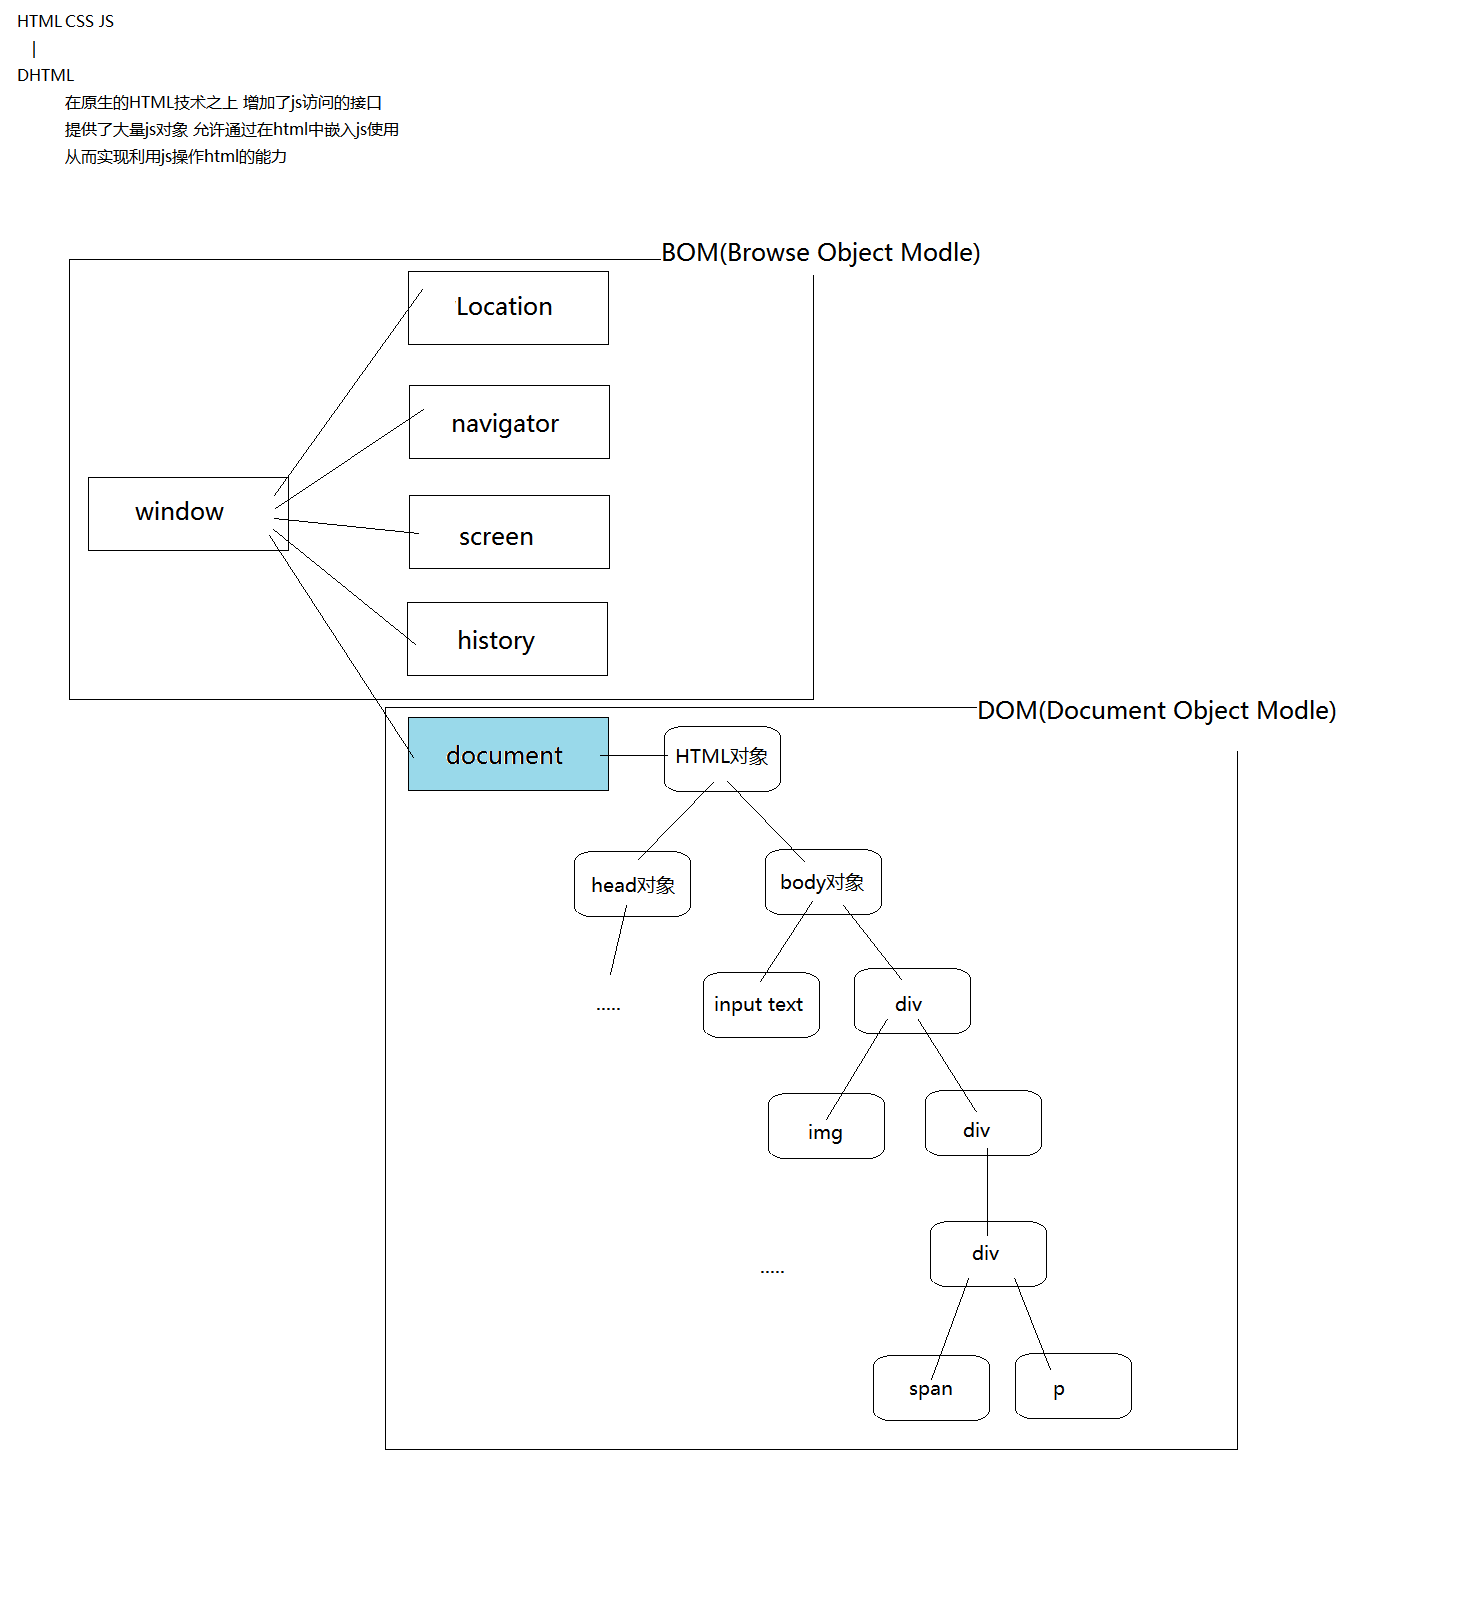 HTML CSS JS
|
DHTML
在原生的HTML技术之上 增加了js访问的接口
提供了大量js对象 允许通过在html中嵌入js使用
从而实现利用js操作html的能力
BOM(Browse Object Modle)
Location
navigator
window
screen
history
DOM(Document Object Modle)
document
HTML对象
head对象
body对象
.....
input text
div
img
div
div
.....
span
p